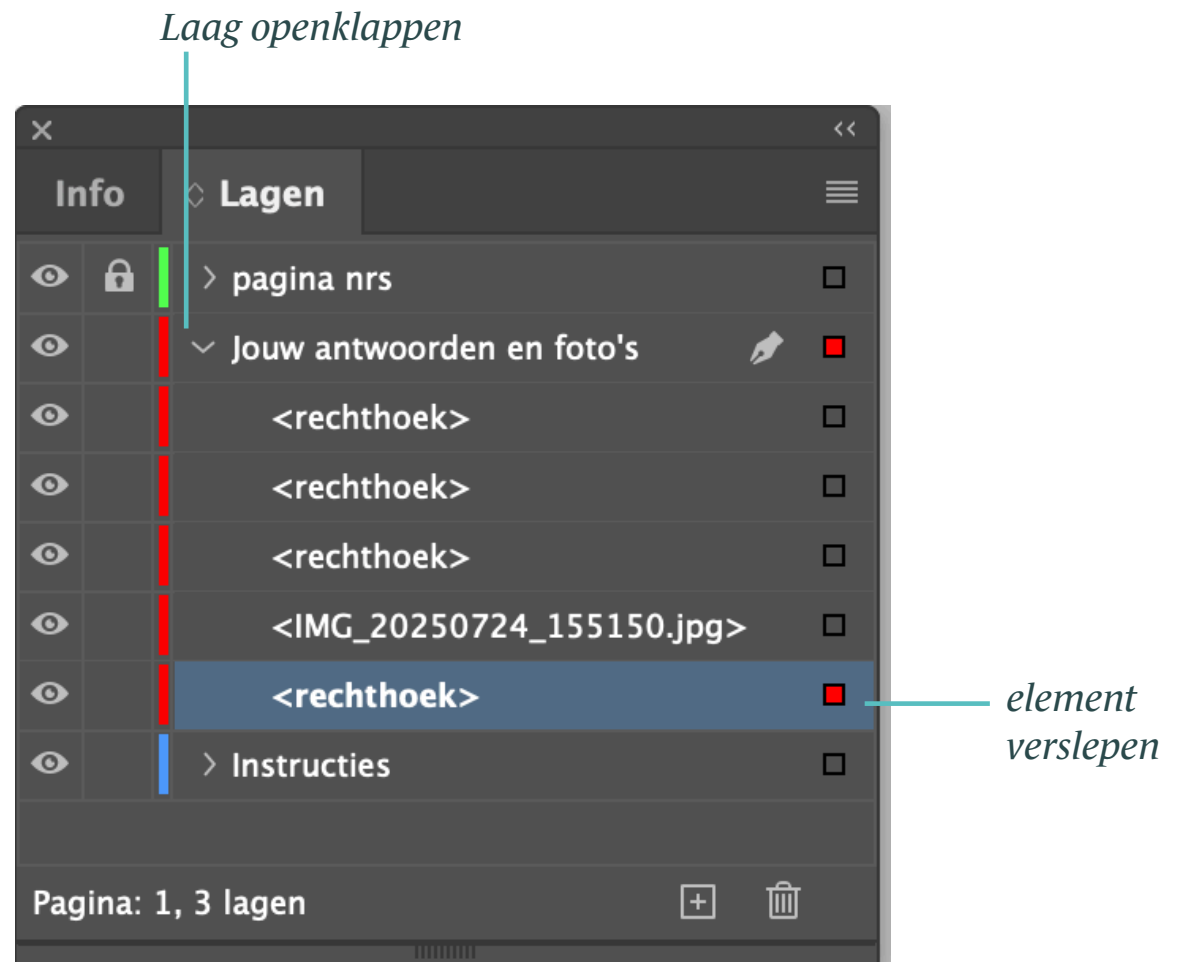 Laag openklappen
Info
Lagen
pagina nrs
Jouw antwoorden en foto's
<rechthoek>
<rechthoek>
<rechthoek>
<IMG_20250724_155150.jpg>
<rechthoek>
element
verslepen
Instructies
Pagina: 1, 3 lagen